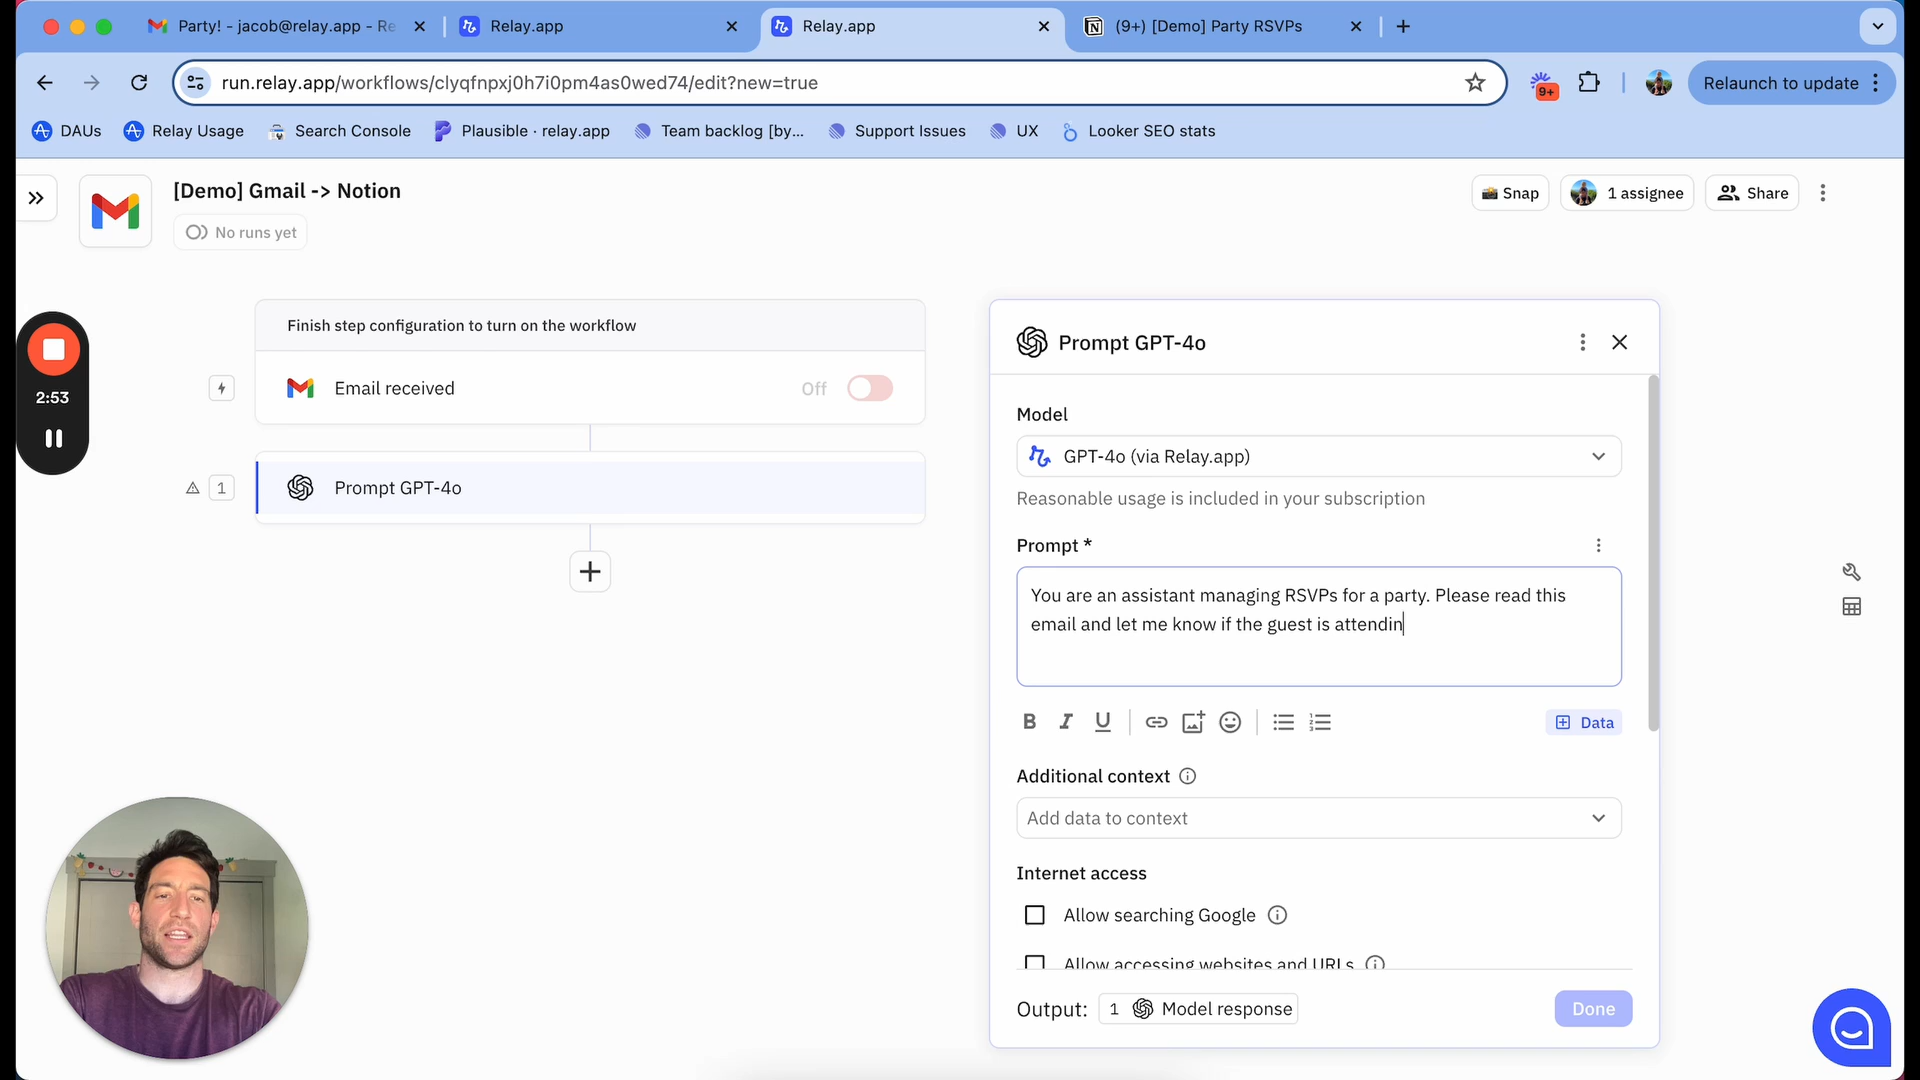 Party! - jacob@relay.app - Re
Relay.app
Relay.app
(9+) [Demo] Party RSVPs
run.relay.app/workflows/clyqfnpxj0h7i0pm4as0wed74/edit?new=true
9+
Relaunch to update
DAUs
Relay Usage
Search Console
Plausible · relay.app
Team backlog [by...
Support Issues
UX
Looker SEO stats
[Demo] Gmail -> Notion
No runs yet
Snap
1 assignee
Share
Finish step configuration to turn on the workflow
Email received
Off
1
Prompt GPT-4o
2:53
Prompt GPT-4o
Model
GPT-4o (via Relay.app)
Reasonable usage is included in your subscription
Prompt *
You are an assistant managing RSVPs for a party. Please read this
email and let me know if the guest is attendin
B I U
Data
Additional context
Add data to context
Internet access
Allow searching Google
Allow accessing websites and URLs
Output:
1 Model response
Done